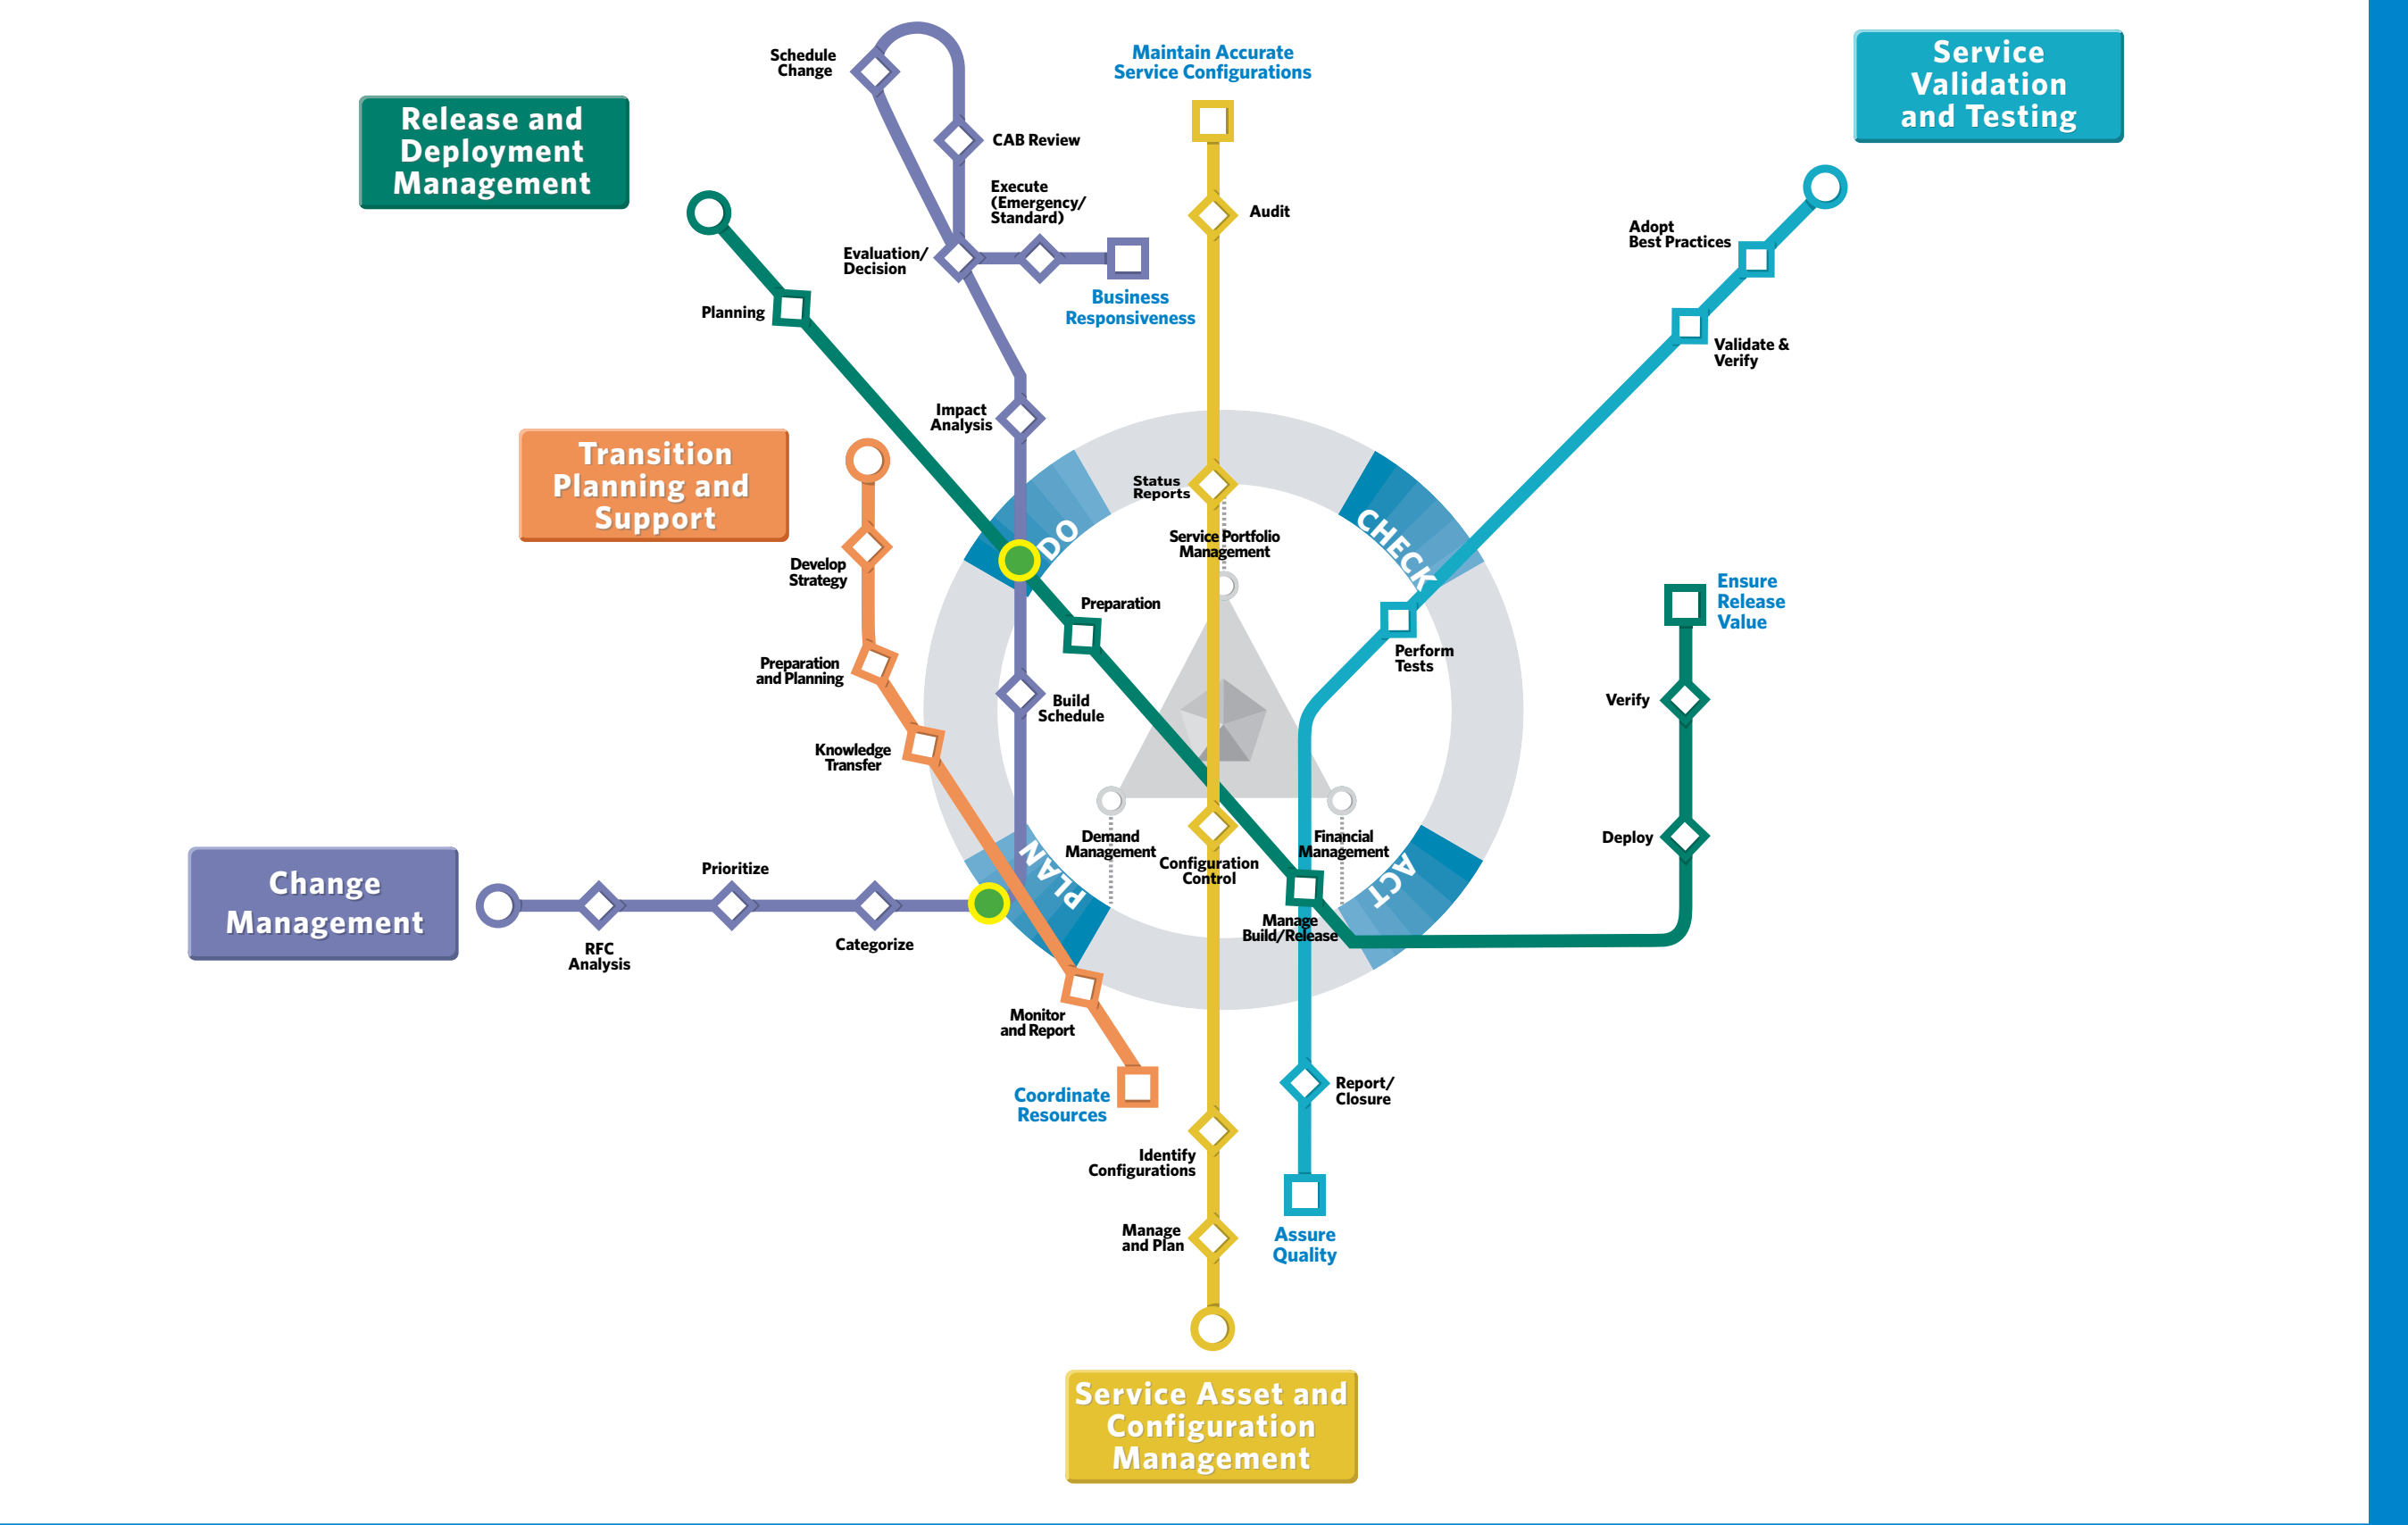 Schedule
Change
Maintain Accurate
Service Configurations
Service
Validation
and Testing
Release and
Deployment
Management
CAB Review
Execute
(Emergency/
Standard)
Audit
Adopt
Best Practices
Evaluation/
Decision
Business
Responsiveness
Planning
Validate &
Verify
Impact
Analysis
Transition
Planning and
Support
Status
Reports
DO
CHECK
Service Portfolio
Management
Develop
Strategy
Preparation
Ensure
Release
Value
Preparation
and Planning
Perform
Tests
Build
Schedule
Verify
Knowledge
Transfer
Demand
Management
Financial
Management
Deploy
Configuration
Control
PLAN
ACT
Change
Management
Prioritize
RFC
Analysis
Categorize
Manage
Build/Release
Monitor
and Report
Coordinate
Resources
Report/
Closure
Identify
Configurations
Manage
and Plan
Assure
Quality
Service Asset and
Configuration
Management